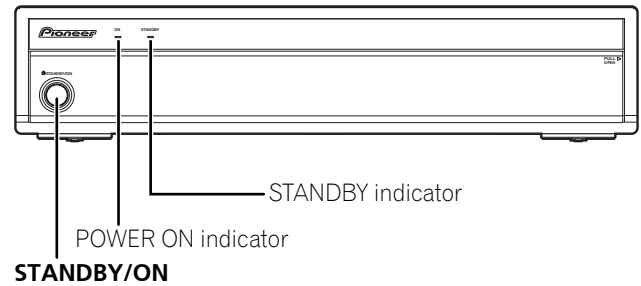 Pioneer
ON
STANDBY
PULL
OPEN
STANDBY/ON
STANDBY indicator
POWER ON indicator
STANDBY/ON